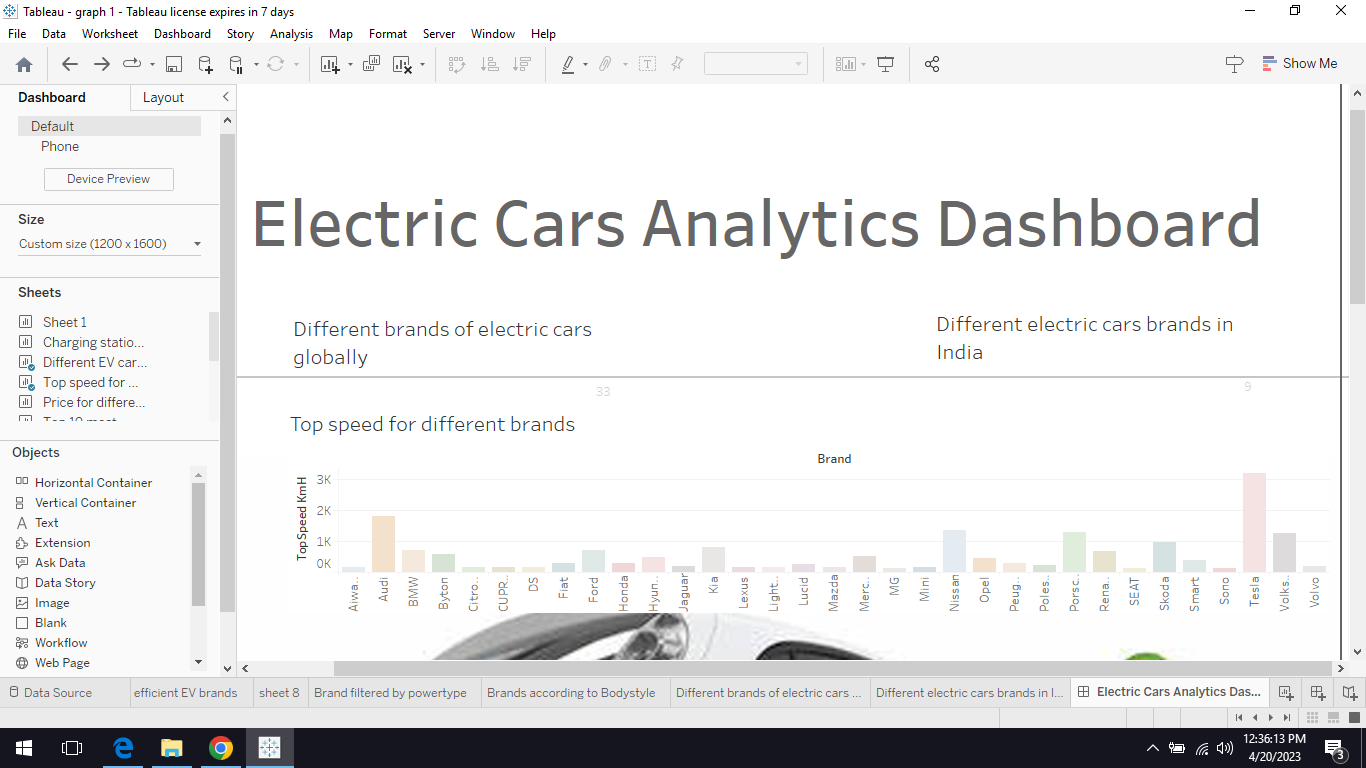 Tableau - graph 1 - Tableau license expires in 7 days
File Data Worksheet Dashboard Story Analysis Map Format Server Window Help
Show Me
Dashboard Layout
Default
Phone
Device Preview
Size
Custom size (1200 x 1600)
Sheets
Sheet 1
Charging statio...
Different EV car...
Top speed for ...
Price for differe...
Objects
Horizontal Container
Vertical Container
Text
Extension
Ask Data
Data Story
Image
Blank
Workflow
Web Page
Electric Cars Analytics Dashboard
Different brands of electric cars
globally
33
Different electric cars brands in
India
9
Top speed for different brands
Brand
TopSpeed KmH
3K
2K
1K
0K
Aiwa..
Audi
BMW
Byton
Citro..
CUPR..
DS
Fiat
Ford
Honda
Hyun..
Jaguar
Kia
Lexus
Light..
Lucid
Mazda
Merc..
MG
Mini
Nissan
Opel
Peug..
Poles..
Porsc..
Rena..
SEAT
Skoda
Smart
Sono
Tesla
Volks..
Volvo
Data Source efficient EV brands sheet 8 Brand filtered by powertype Brands according to Bodystyle Different brands of electric cars ... Different electric cars brands in I... Electric Cars Analytics Das...
12:36:13 PM
4/20/2023
3